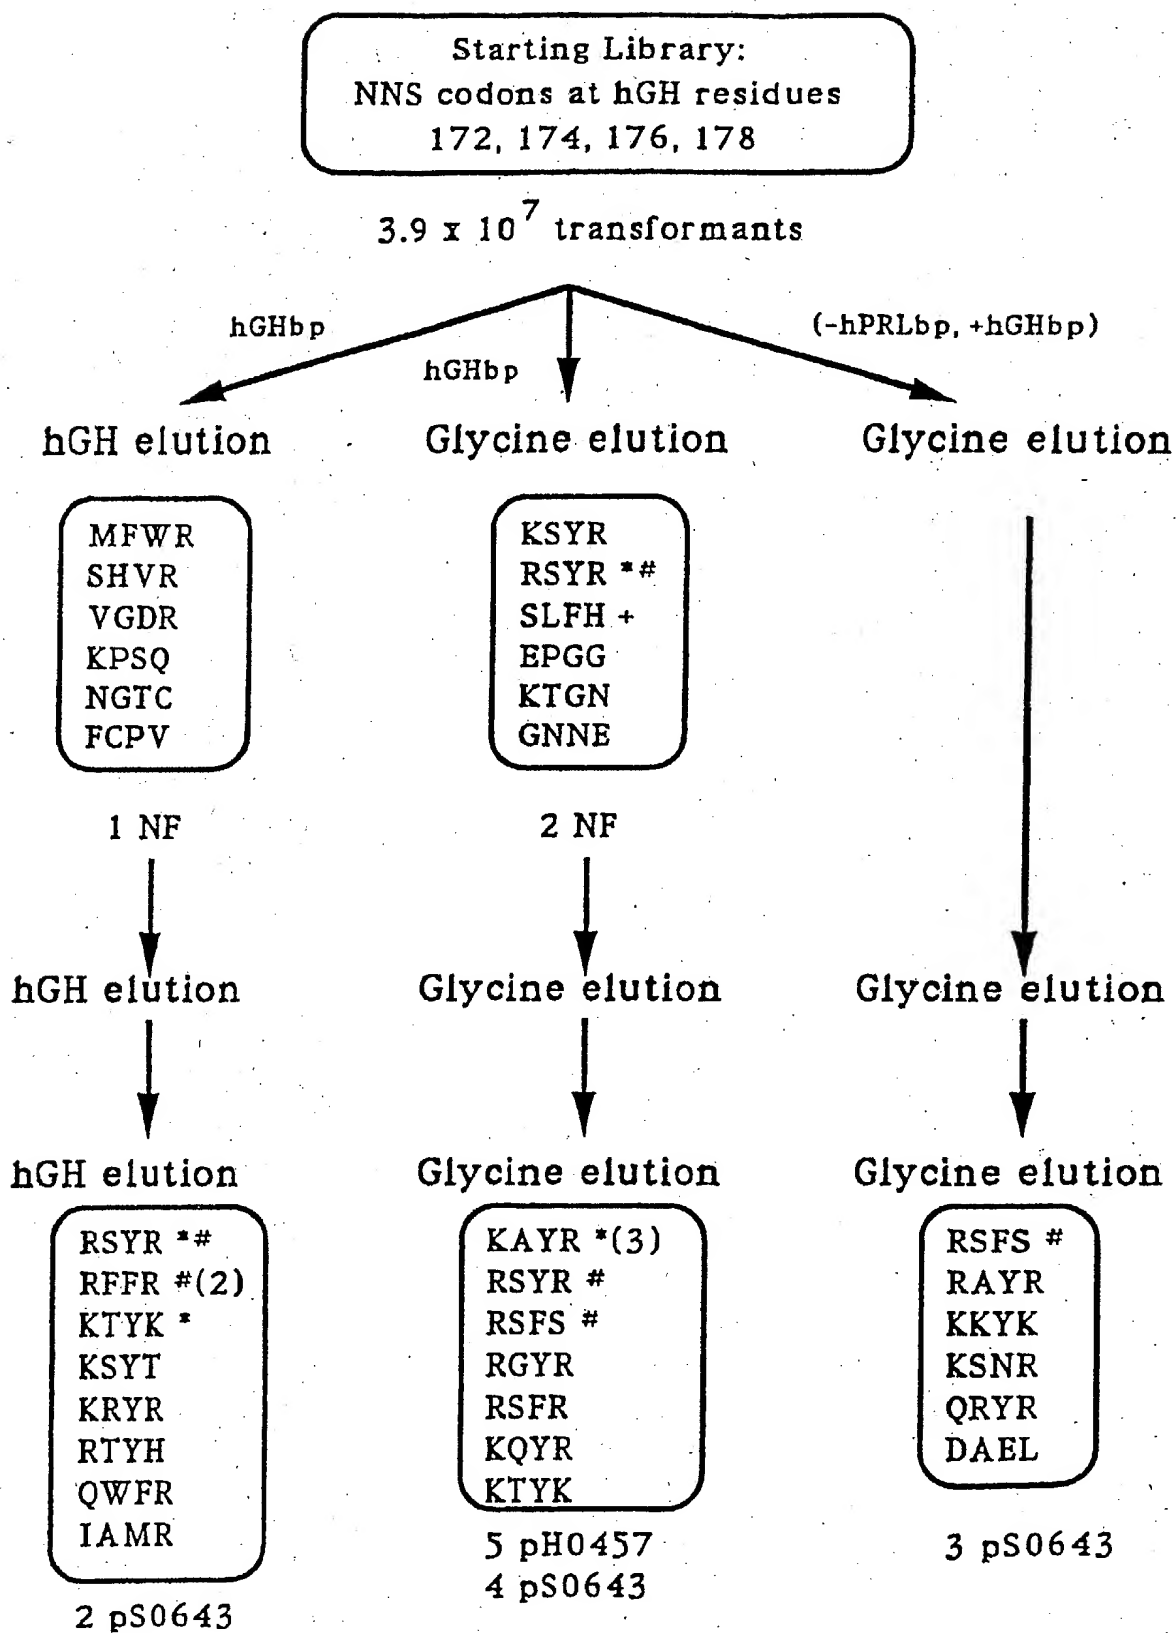 Starting Library:
NNS codons at hGH residues
172, 174, 176, 178
3.9 x 10^7 transformants
hGHbp
hGHbp
(-hPRLbp, +hGHbp)
hGH elution
Glycine elution
Glycine elution
MFWR
SHVR
VGDR
KPSQ
NGTC
FCPV
1 NF
KSYR
RSYR *#
SLFH +
EPGG
KTGN
GNNE
2 NF
hGH elution
Glycine elution
Glycine elution
hGH elution
Glycine elution
Glycine elution
RSYR *#
RFFR #(2)
KTYK *
KSYT
KRYR
RTYH
QWFR
IAMR
2 pS0643
KAYR *(3)
RSYR #
RSFS #
RGYR
RSFR
KQYR
KTYK
5 pH0457
4 pS0643
RSFS #
RAYR
KKYK
KSNR
QRYR
DAEL
3 pS0643